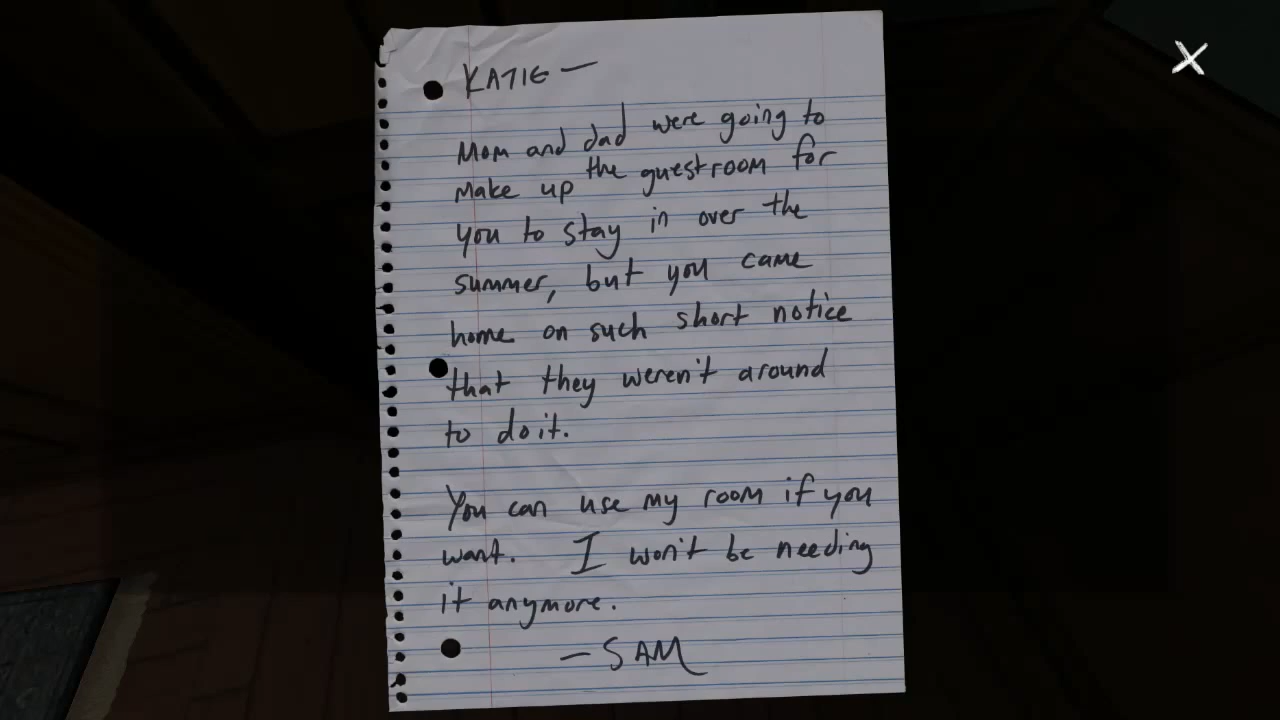 KATIE —
Mom and dad were going to
make up the guestroom for
you to stay in over the
summer, but you came
home on such short notice
that they weren't around
to do it.
You can use my room if you
want. I won't be needing
it anymore.
— SAM